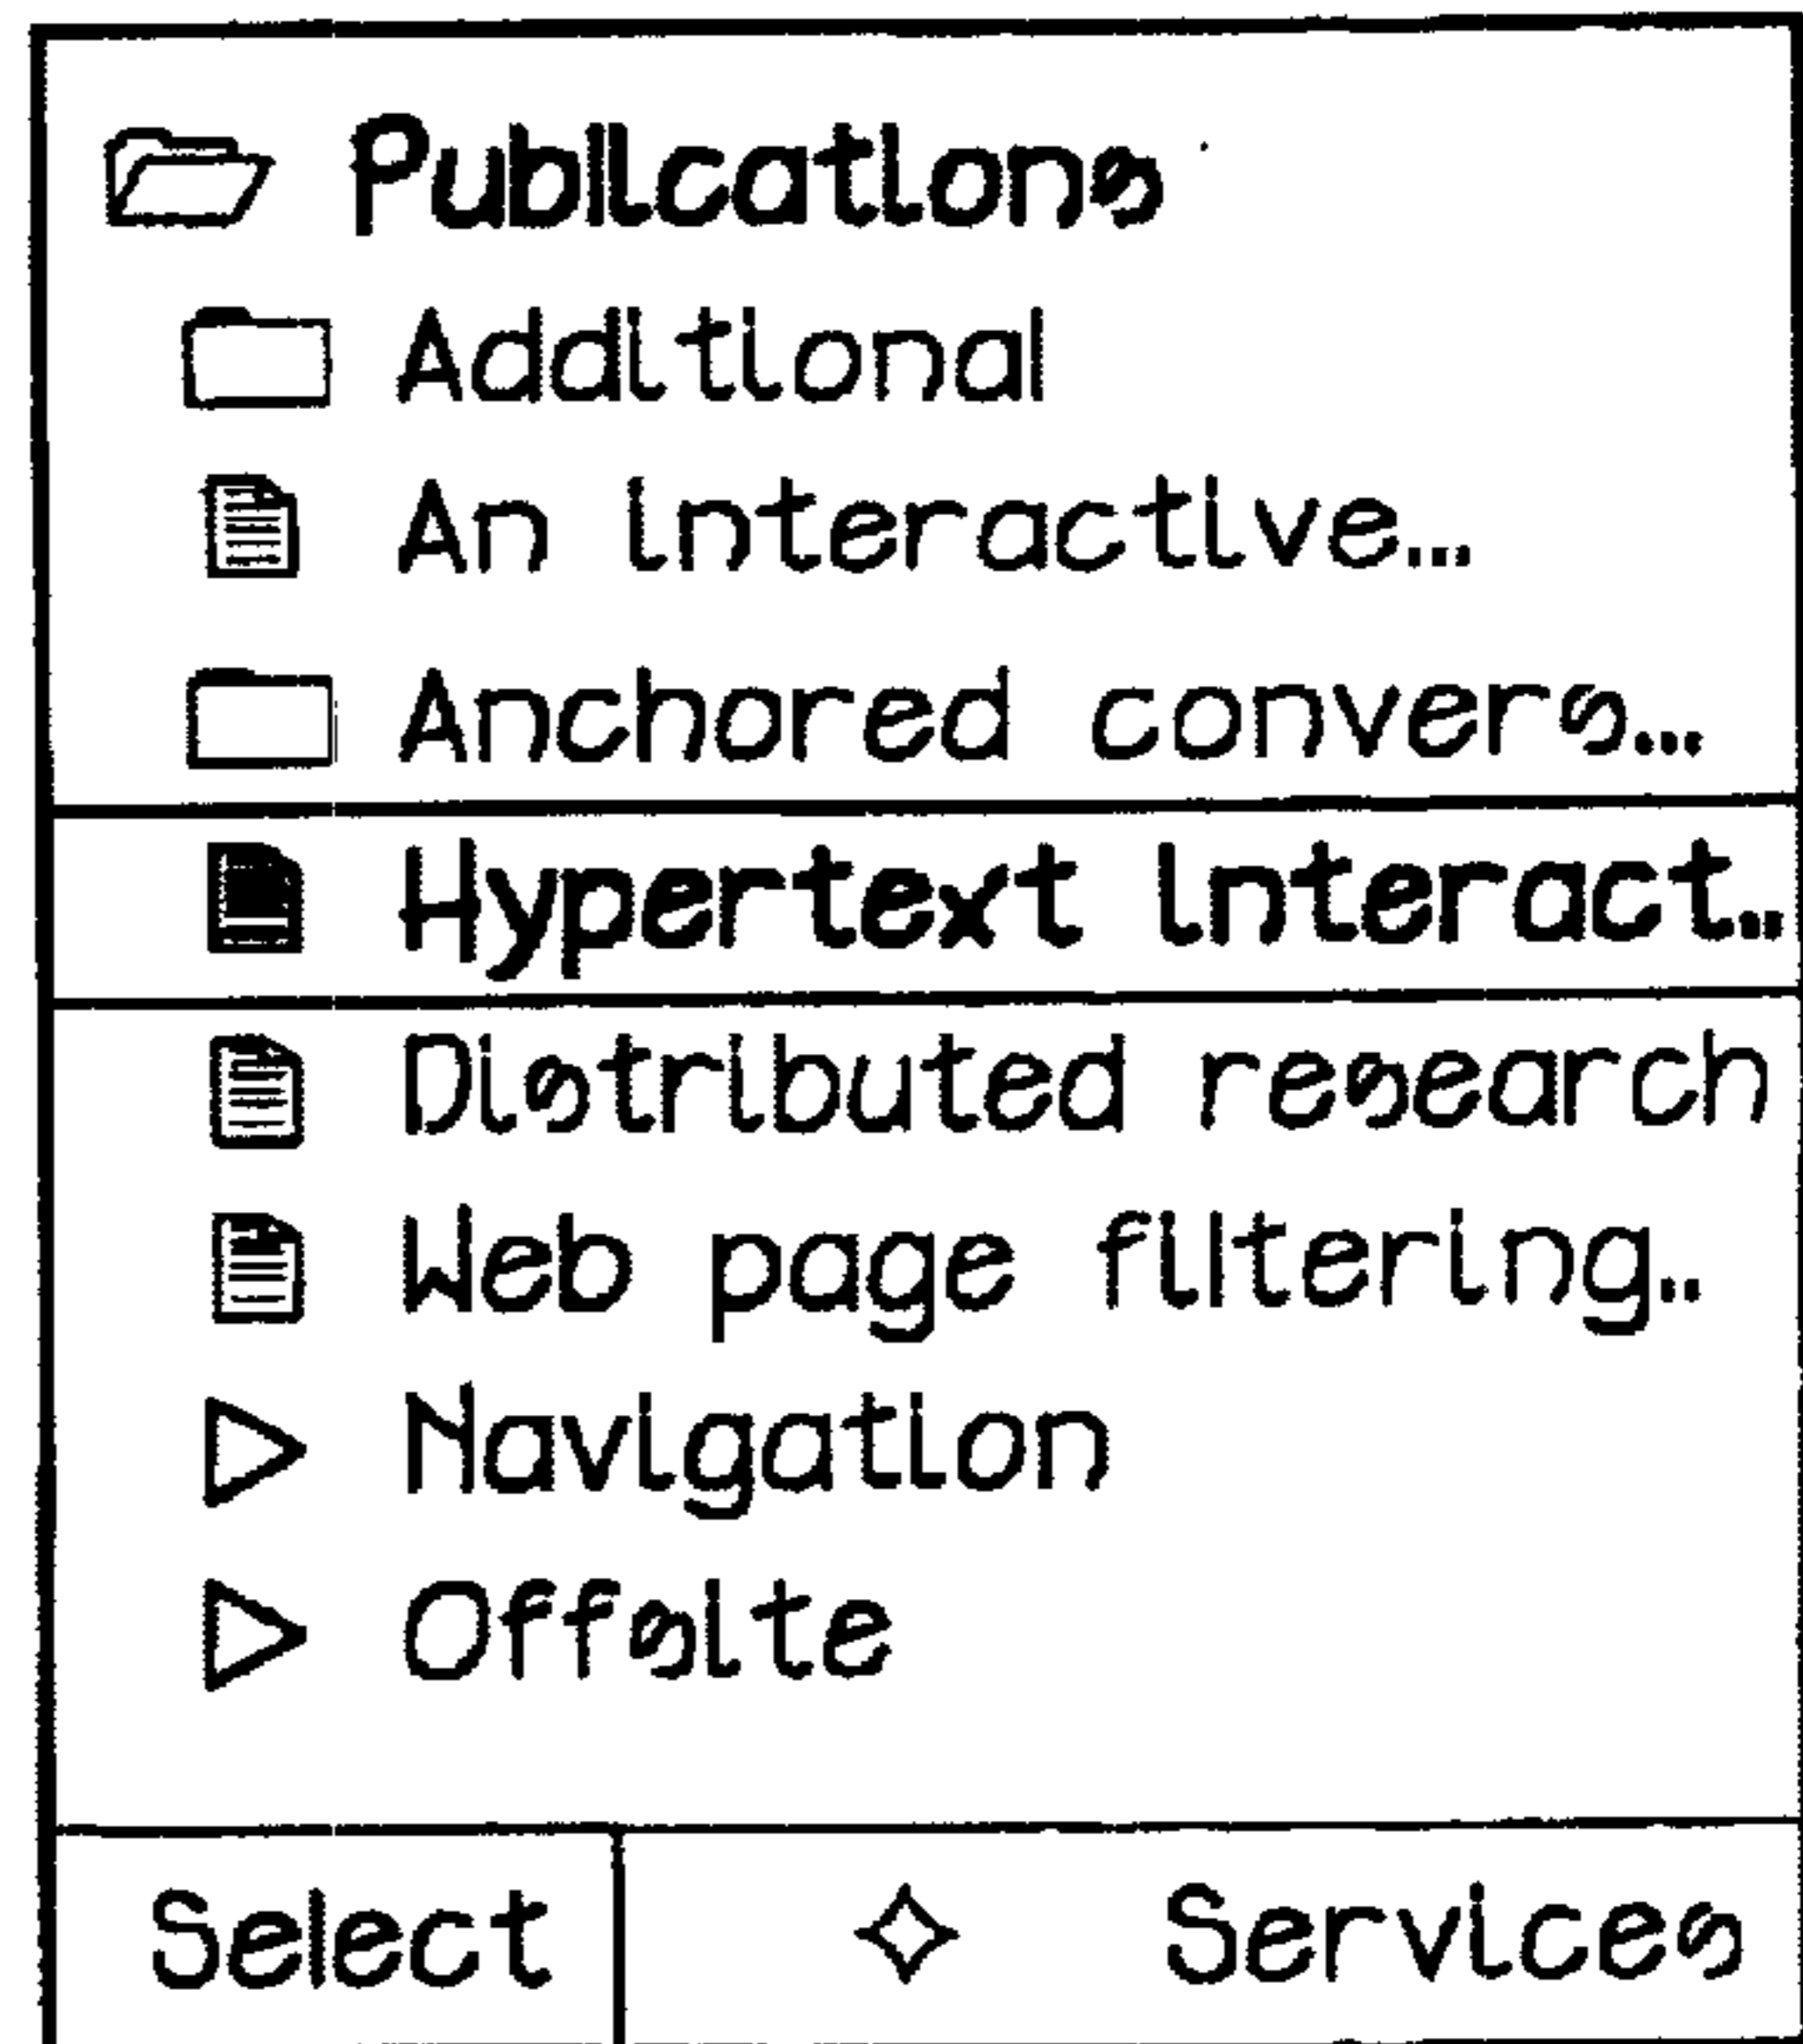 Publications
Additional
An interactive...
Anchored convers...
Hypertext Interact..
Distributed research
Web page filtering..
Navigation
Offsite
Select Services